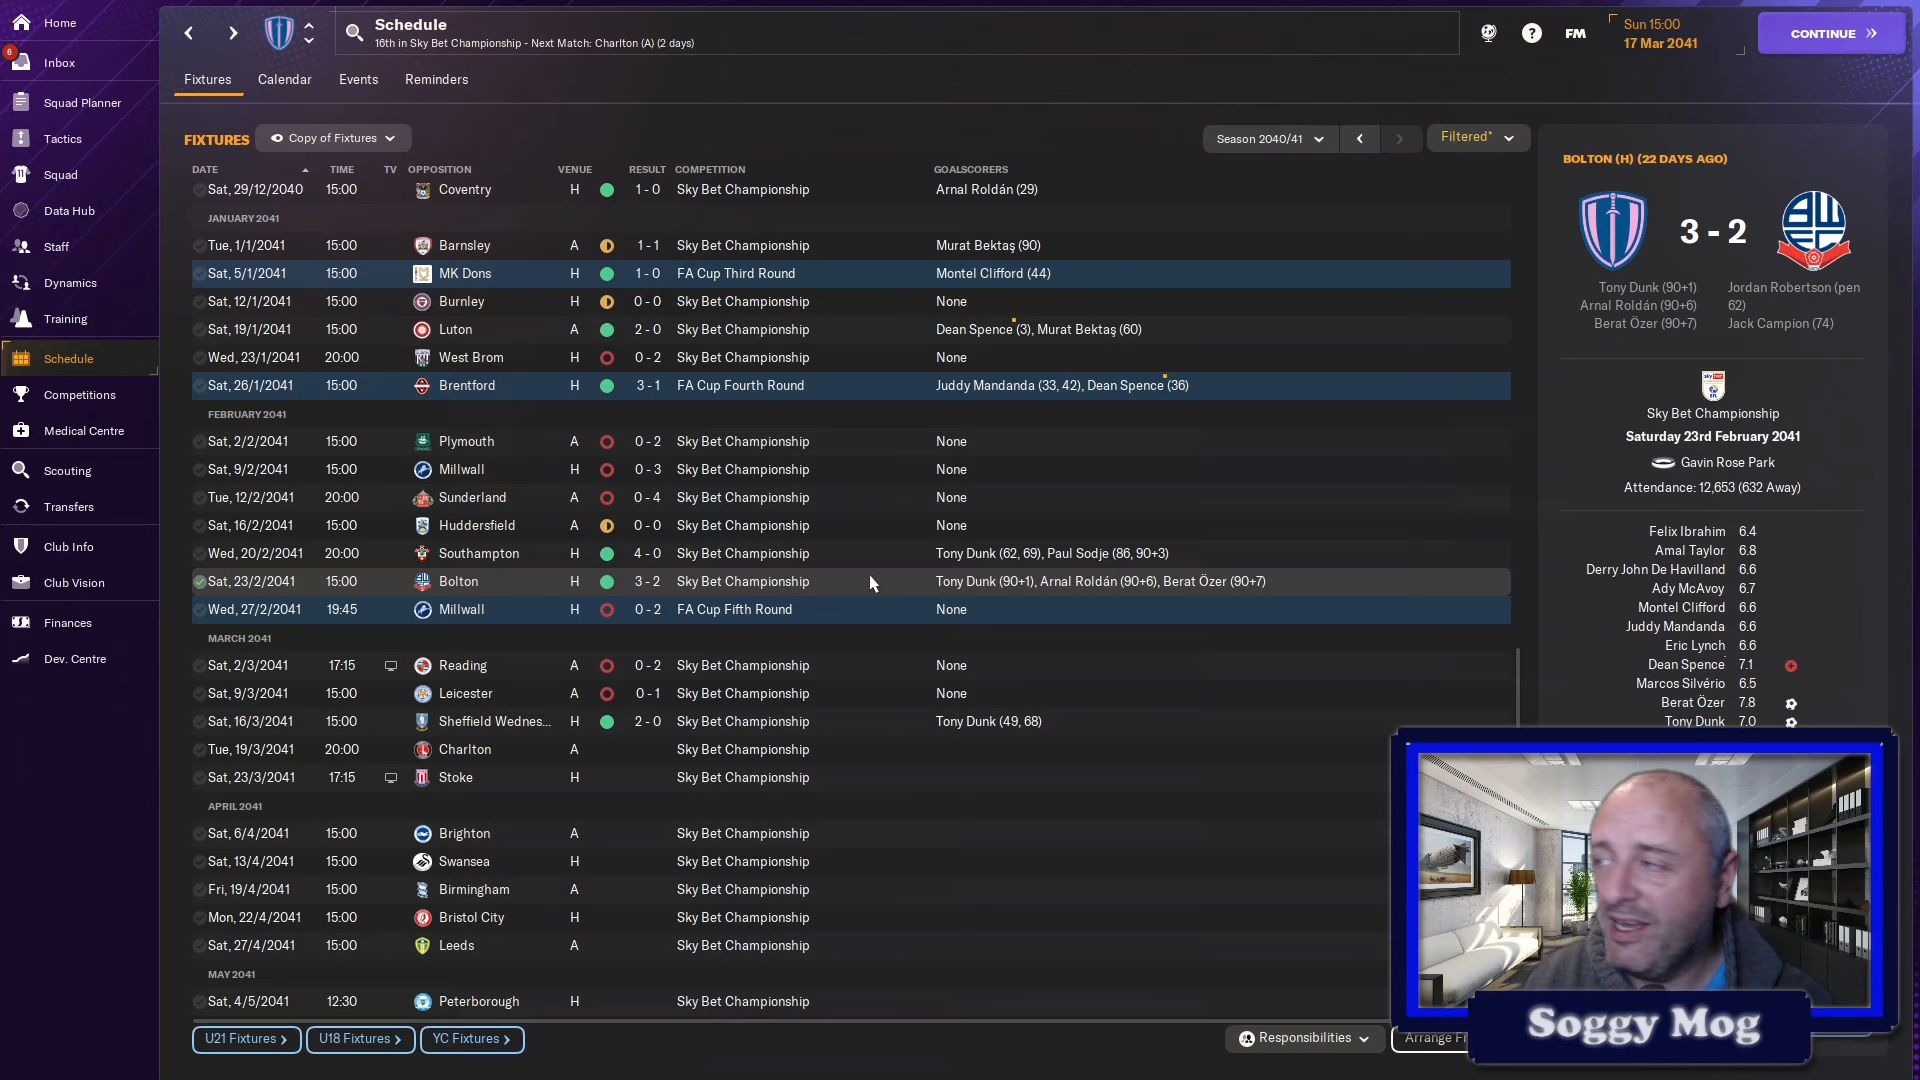 Home
6
Inbox
Squad Planner
Tactics
11
Squad
Data Hub
Staff
Dynamics
Training
Schedule
Competitions
Medical Centre
Scouting
Transfers
Club Info
Club Vision
Finances
Dev. Centre
Schedule
16th in Sky Bet Championship - Next Match: Charlton (A) (2 days)
?
FM
Sun 15:00
17 Mar 2041
CONTINUE
Fixtures Calendar Events Reminders
FIXTURES Copy of Fixtures Season 2040/41 Filtered*
DATE TIME TV OPPOSITION VENUE RESULT COMPETITION GOALSCORERS
Sat, 29/12/2040 15:00 Coventry H 1 - 0 Sky Bet Championship Arnal Roldán (29)
JANUARY 2041
Tue, 1/1/2041 15:00 Barnsley A 1 - 1 Sky Bet Championship Murat Bektaş (90)
Sat, 5/1/2041 15:00 MK Dons H 1 - 0 FA Cup Third Round Montel Clifford (44)
Sat, 12/1/2041 15:00 Burnley H 0 - 0 Sky Bet Championship None
Sat, 19/1/2041 15:00 Luton A 2 - 0 Sky Bet Championship Dean Spence (3), Murat Bektaş (60)
Wed, 23/1/2041 20:00 West Brom H 0 - 2 Sky Bet Championship None
Sat, 26/1/2041 15:00 Brentford H 3 - 1 FA Cup Fourth Round Juddy Mandanda (33, 42), Dean Spence (36)
FEBRUARY 2041
Sat, 2/2/2041 15:00 Plymouth A 0 - 2 Sky Bet Championship None
Sat, 9/2/2041 15:00 Millwall H 0 - 3 Sky Bet Championship None
Tue, 12/2/2041 20:00 Sunderland A 0 - 4 Sky Bet Championship None
Sat, 16/2/2041 15:00 Huddersfield A 0 - 0 Sky Bet Championship None
Wed, 20/2/2041 20:00 Southampton H 4 - 0 Sky Bet Championship Tony Dunk (62, 69), Paul Sodje (86, 90+3)
Sat, 23/2/2041 15:00 Bolton H 3 - 2 Sky Bet Championship Tony Dunk (90+1), Arnal Roldán (90+6), Berat Özer (90+7)
Wed, 27/2/2041 19:45 Millwall H 0 - 2 FA Cup Fifth Round None
MARCH 2041
Sat, 2/3/2041 17:15 Reading A 0 - 2 Sky Bet Championship None
Sat, 9/3/2041 15:00 Leicester A 0 - 1 Sky Bet Championship None
Sat, 16/3/2041 15:00 Sheffield Wednes... H 2 - 0 Sky Bet Championship Tony Dunk (49, 68)
Tue, 19/3/2041 20:00 Charlton A Sky Bet Championship
Sat, 23/3/2041 17:15 Stoke H Sky Bet Championship
APRIL 2041
Sat, 6/4/2041 15:00 Brighton A Sky Bet Championship
Sat, 13/4/2041 15:00 Swansea H Sky Bet Championship
Fri, 19/4/2041 15:00 Birmingham A Sky Bet Championship
Mon, 22/4/2041 15:00 Bristol City H Sky Bet Championship
Sat, 27/4/2041 15:00 Leeds A Sky Bet Championship
MAY 2041
Sat, 4/5/2041 12:30 Peterborough H Sky Bet Championship
U21 Fixtures U18 Fixtures YC Fixtures Responsibilities Arrange Fi
BOLTON (H) (22 DAYS AGO)
3 - 2
Tony Dunk (90+1)
Arnal Roldán (90+6)
Berat Özer (90+7)
Jordan Robertson (pen
62)
Jack Campion (74)
Sky Bet Championship
Saturday 23rd February 2041
Gavin Rose Park
Attendance: 12,653 (632 Away)
Felix Ibrahim 6.4
Amal Taylor 6.8
Derry John De Havilland 6.6
Ady McAvoy 6.7
Montel Clifford 6.6
Juddy Mandanda 6.6
Eric Lynch 6.6
Dean Spence 7.1
Marcos Silvério 6.5
Berat Özer 7.8
Tony Dunk 7.0
Soggy Mog